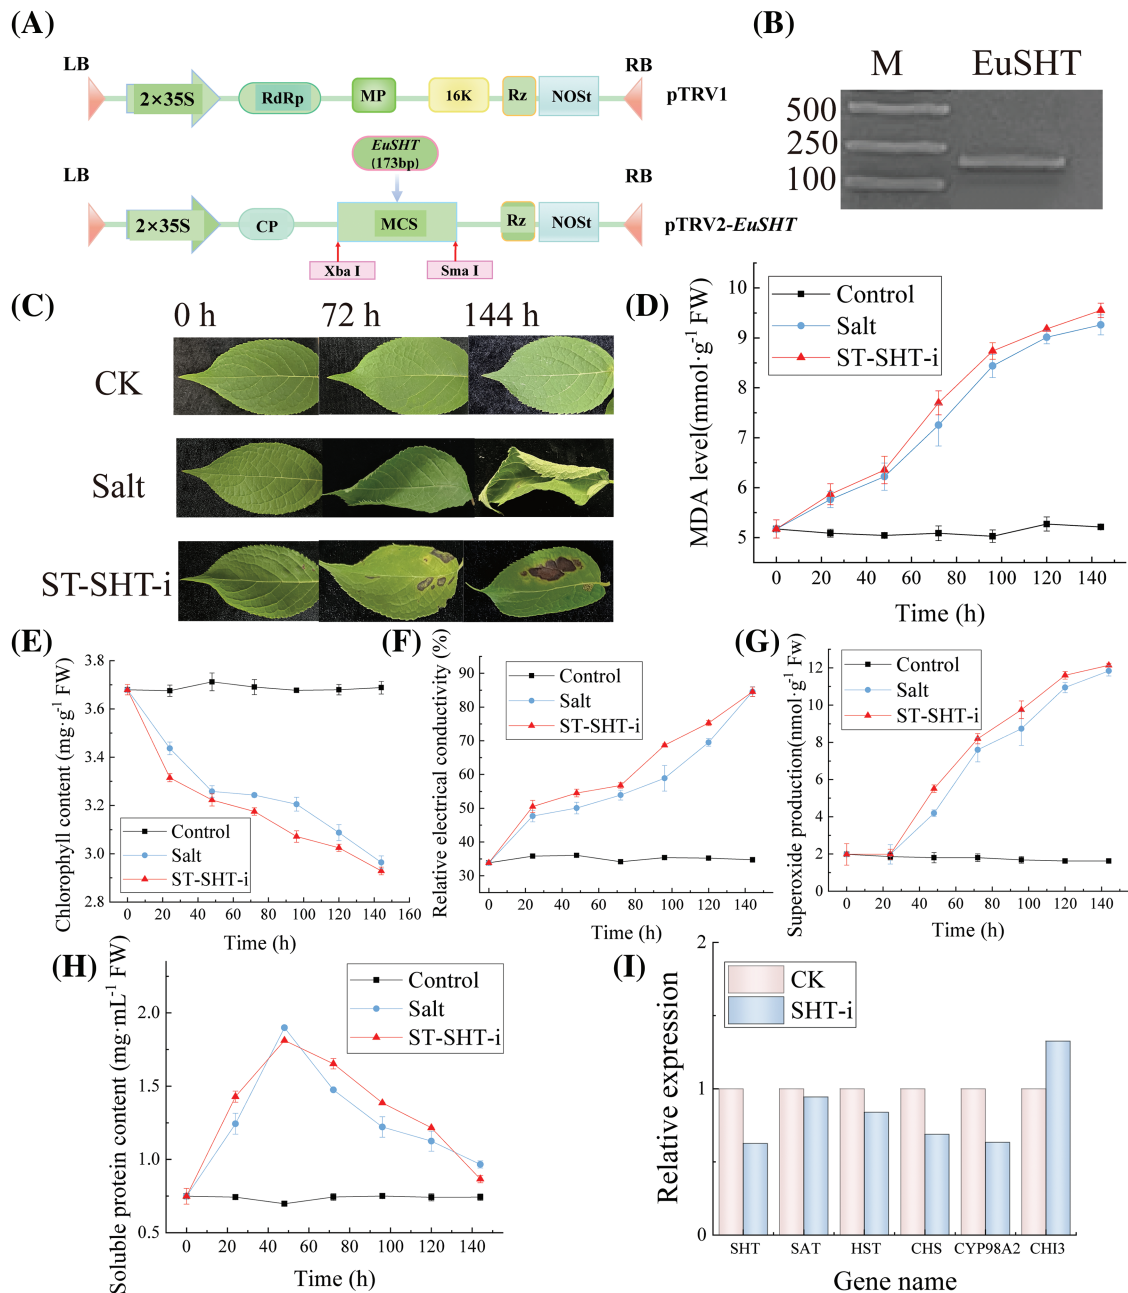 (A)
LB
2×35S
RdRp
MP
16K
Rz
NOSt
RB
pTRV1
EuSHT
(173bp)
LB
2×35S
CP
MCS
Rz
NOSt
RB
pTRV2-EuSHT
Xba I
Sma I
(B)
M
EuSHT
500
250
100
(C)
0 h
72 h
144 h
CK
Salt
ST-SHT-i
(D)
Control
Salt
ST-SHT-i
MDA level(mmol·g⁻¹ FW)
10
9
8
7
6
5
0 20 40 60 80 100 120 140
Time (h)
(E)
Control
Salt
ST-SHT-i
Chlorophyll content (mg·g⁻¹ FW)
3.8
3.6
3.4
3.2
3.0
2.8
0 20 40 60 80 100 120 140 160
Time (h)
(F)
Control
Salt
ST-SHT-i
Relative electrical conductivity (%)
90
80
70
60
50
40
30
0 20 40 60 80 100 120 140
Time (h)
(G)
Control
Salt
ST-SHT-i
Superoxide production(nmol·g⁻¹ Fw)
12
10
8
6
4
2
0
0 20 40 60 80 100 120 140
Time (h)
(H)
Control
Salt
ST-SHT-i
Soluble protein content (mg·mL⁻¹ FW)
2.0
1.5
1.0
0.5
0 20 40 60 80 100 120 140
Time (h)
(I)
CK
SHT-i
Relative expression
2
1
0
SHT SAT HST CHS CYP98A2 CHI3
Gene name